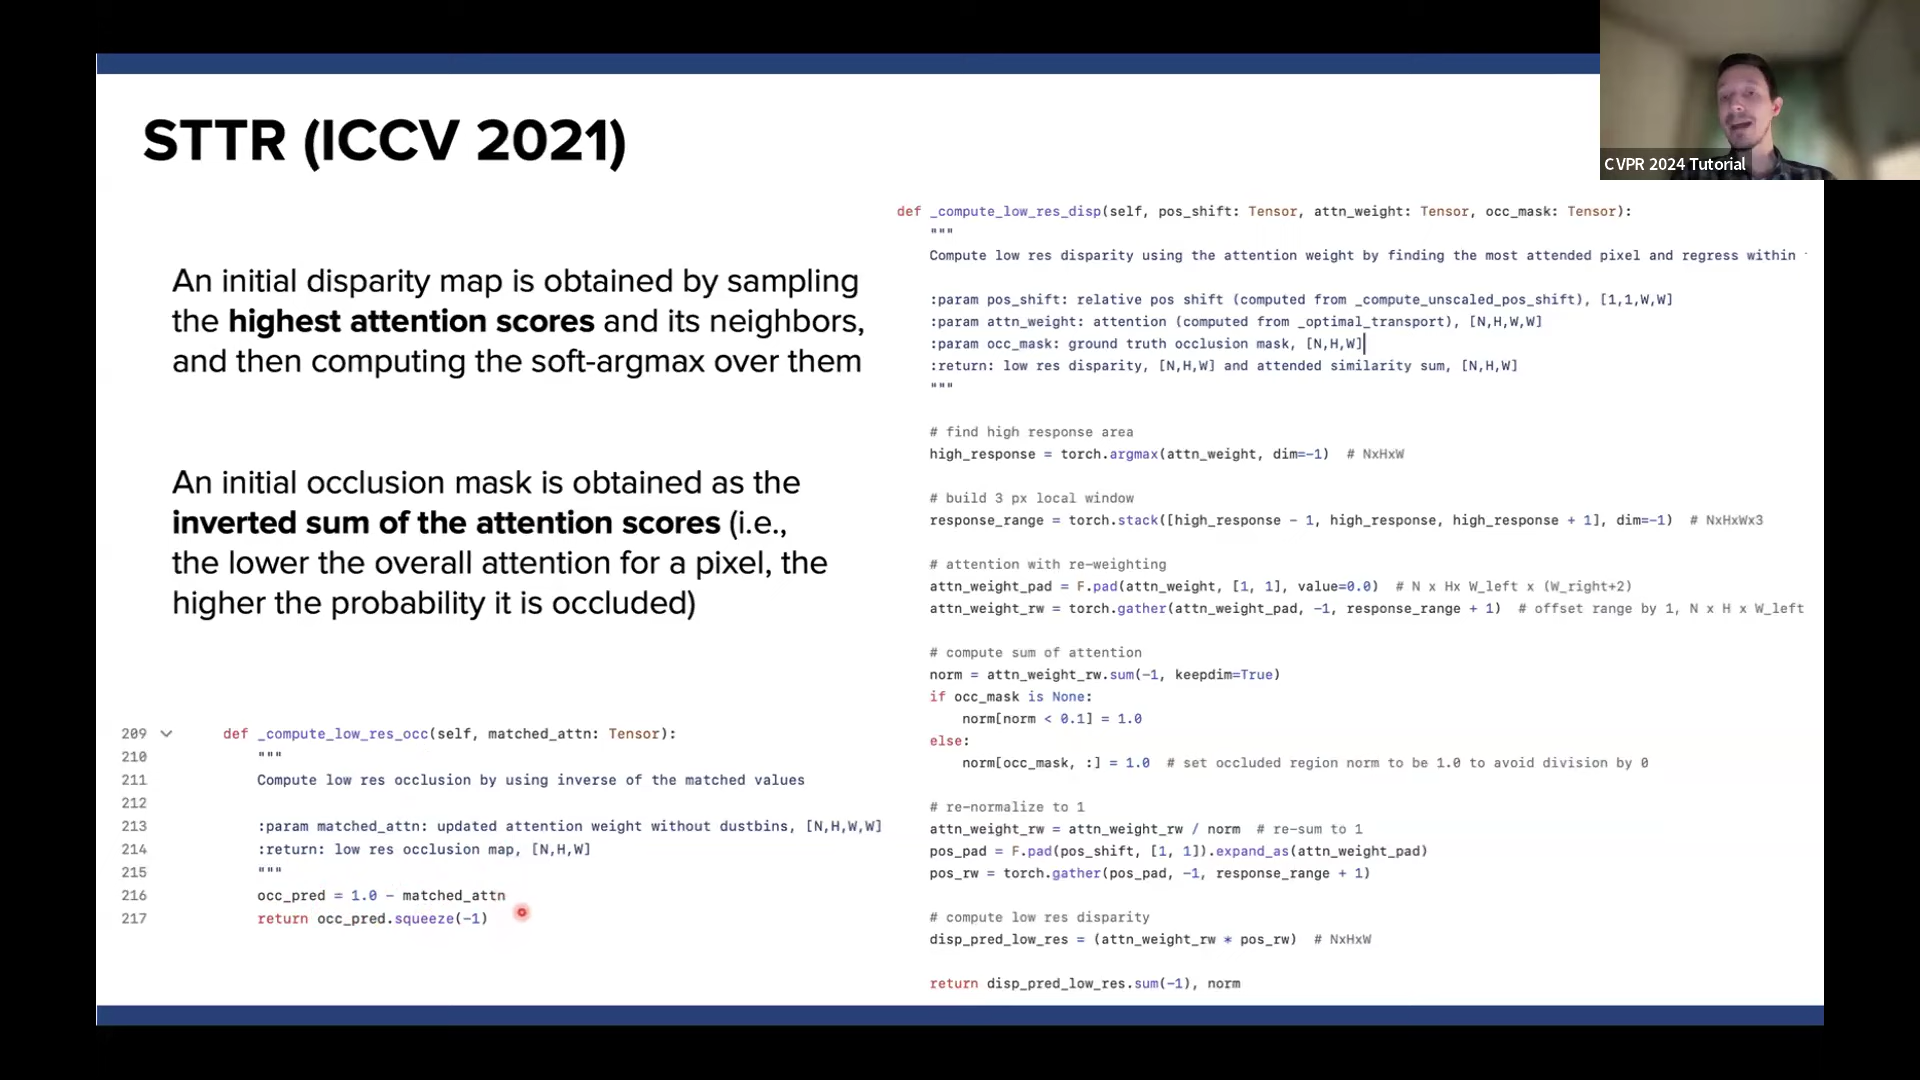 CVPR 2024 Tutorial
STTR (ICCV 2021)
An initial disparity map is obtained by sampling
the highest attention scores and its neighbors,
and then computing the soft-argmax over them
An initial occlusion mask is obtained as the
inverted sum of the attention scores (i.e.,
the lower the overall attention for a pixel, the
higher the probability it is occluded)
209 def _compute_low_res_occ(self, matched_attn: Tensor):
210 """
211 Compute low res occlusion by using inverse of the matched values
212
213 :param matched_attn: updated attention weight without dustbins, [N,H,W,W]
214 :return: low res occlusion map, [N,H,W]
215 """
216 occ_pred = 1.0 - matched_attn
217 return occ_pred.squeeze(-1)
def _compute_low_res_disp(self, pos_shift: Tensor, attn_weight: Tensor, occ_mask: Tensor):
"""
Compute low res disparity using the attention weight by finding the most attended pixel and regress within
:param pos_shift: relative pos shift (computed from _compute_unscaled_pos_shift), [1,1,W,W]
:param attn_weight: attention (computed from _optimal_transport), [N,H,W,W]
:param occ_mask: ground truth occlusion mask, [N,H,W]
:return: low res disparity, [N,H,W] and attended similarity sum, [N,H,W]
"""
# find high response area
high_response = torch.argmax(attn_weight, dim=-1)  # NxHxW
# build 3 px local window
response_range = torch.stack([high_response - 1, high_response, high_response + 1], dim=-1)  # NxHxWx3
# attention with re-weighting
attn_weight_pad = F.pad(attn_weight, [1, 1], value=0.0)  # N x Hx W_left x (W_right+2)
attn_weight_rw = torch.gather(attn_weight_pad, -1, response_range + 1)  # offset range by 1, N x H x W_left
# compute sum of attention
norm = attn_weight_rw.sum(-1, keepdim=True)
if occ_mask is None:
norm[norm < 0.1] = 1.0
else:
norm[occ_mask, :] = 1.0  # set occluded region norm to be 1.0 to avoid division by 0
# re-normalize to 1
attn_weight_rw = attn_weight_rw / norm  # re-sum to 1
pos_pad = F.pad(pos_shift, [1, 1]).expand_as(attn_weight_pad)
pos_rw = torch.gather(pos_pad, -1, response_range + 1)
# compute low res disparity
disp_pred_low_res = (attn_weight_rw * pos_rw)  # NxHxW
return disp_pred_low_res.sum(-1), norm